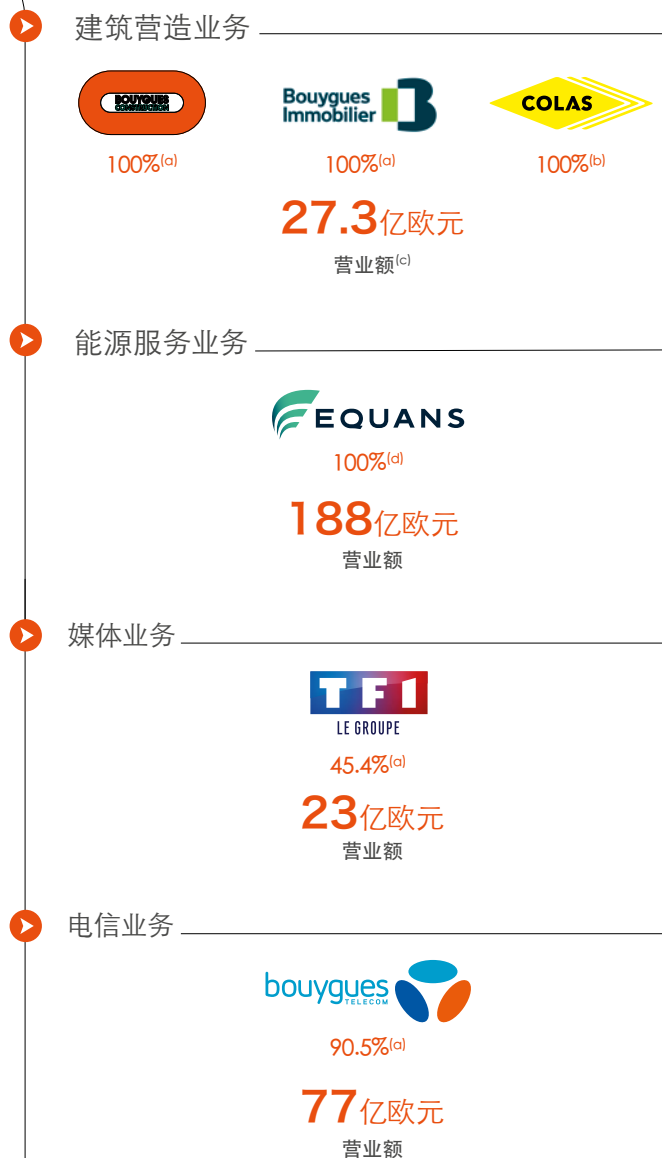 建筑营造业务
BOUYGUES
CONSTRUCTION
Bouygues
Immobilier
COLAS
100%(a)
100%(a)
100%(b)
27.3亿欧元
营业额(c)
能源服务业务
EQUANS
100%(d)
188亿欧元
营业额
媒体业务
TF1
LE GROUPE
45.4%(a)
23亿欧元
营业额
电信业务
bouygues
TELECOM
90.5%(a)
77亿欧元
营业额